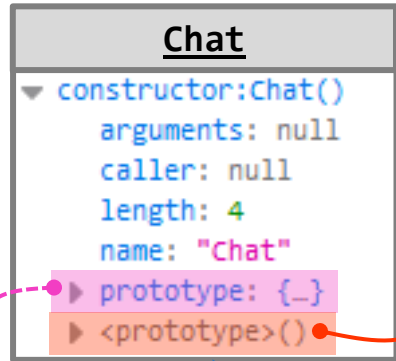 Chat
constructor:Chat()
arguments: null
caller: null
length: 4
name: "Chat"
prototype: {…}
<prototype>()